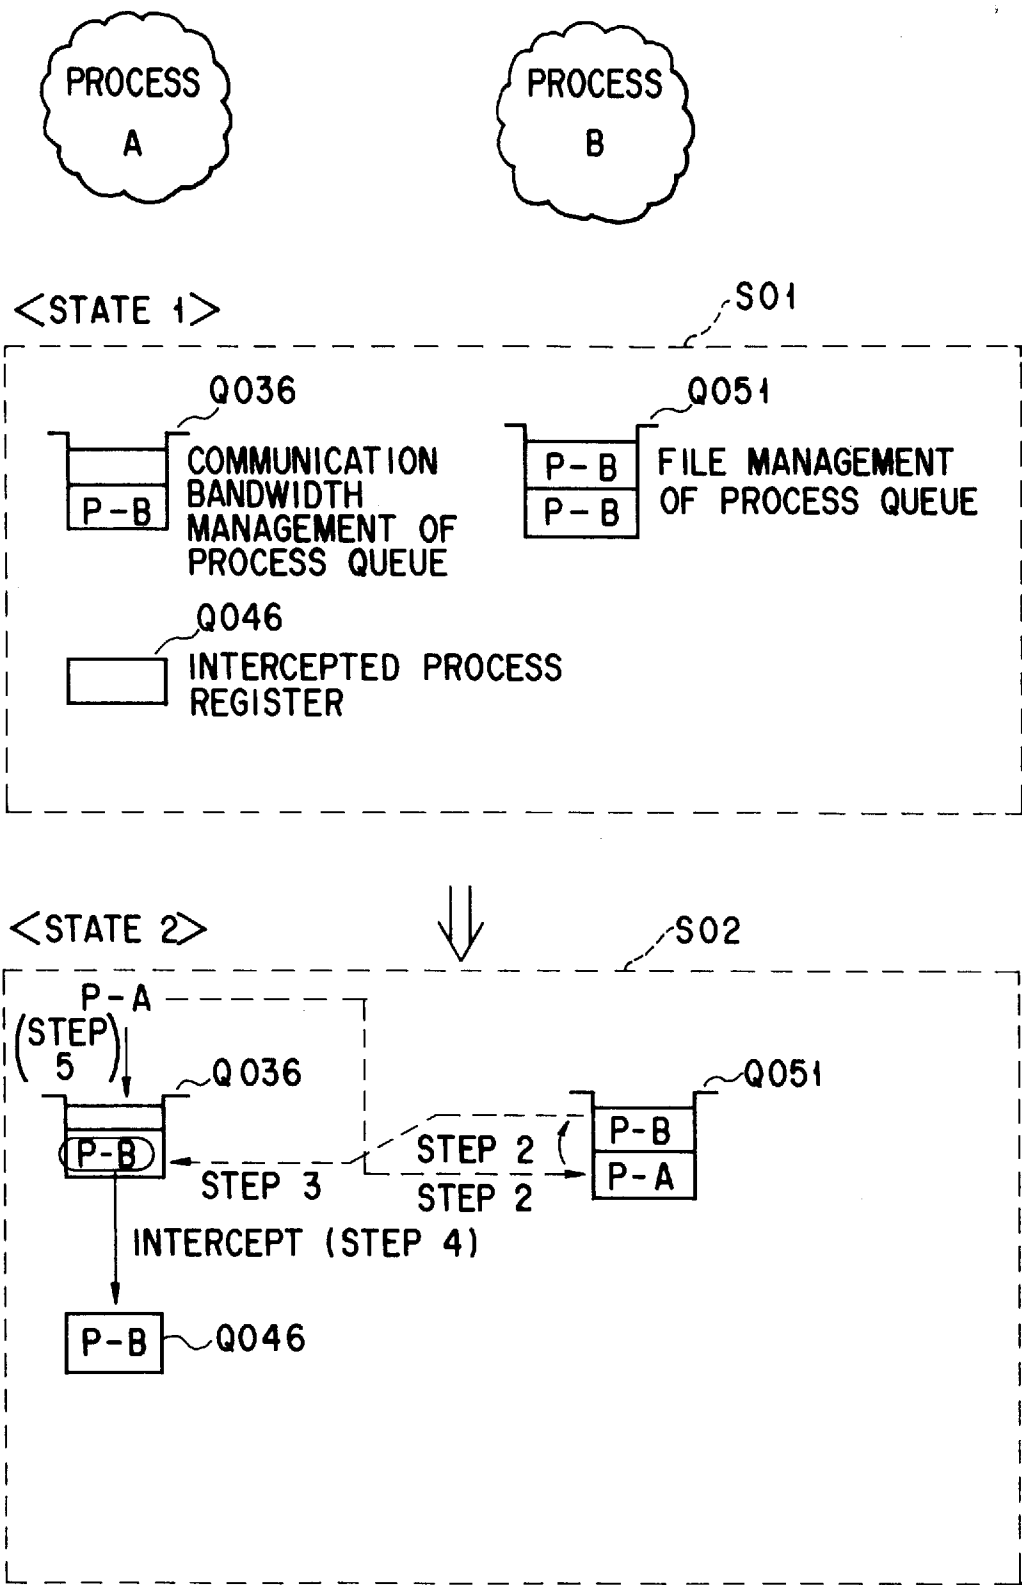 PROCESS
A
PROCESS
B
<STATE 1>
S01
Q036
COMMUNICATION
BANDWIDTH
MANAGEMENT OF
PROCESS QUEUE
P-B
Q051
P-B
P-B
FILE MANAGEMENT
OF PROCESS QUEUE
Q046
INTERCEPTED PROCESS
REGISTER
<STATE 2>
S02
P-A
(STEP 5)
Q036
P-B
STEP 3
STEP 2
STEP 2
Q051
P-B
P-A
INTERCEPT (STEP 4)
P-B
Q046